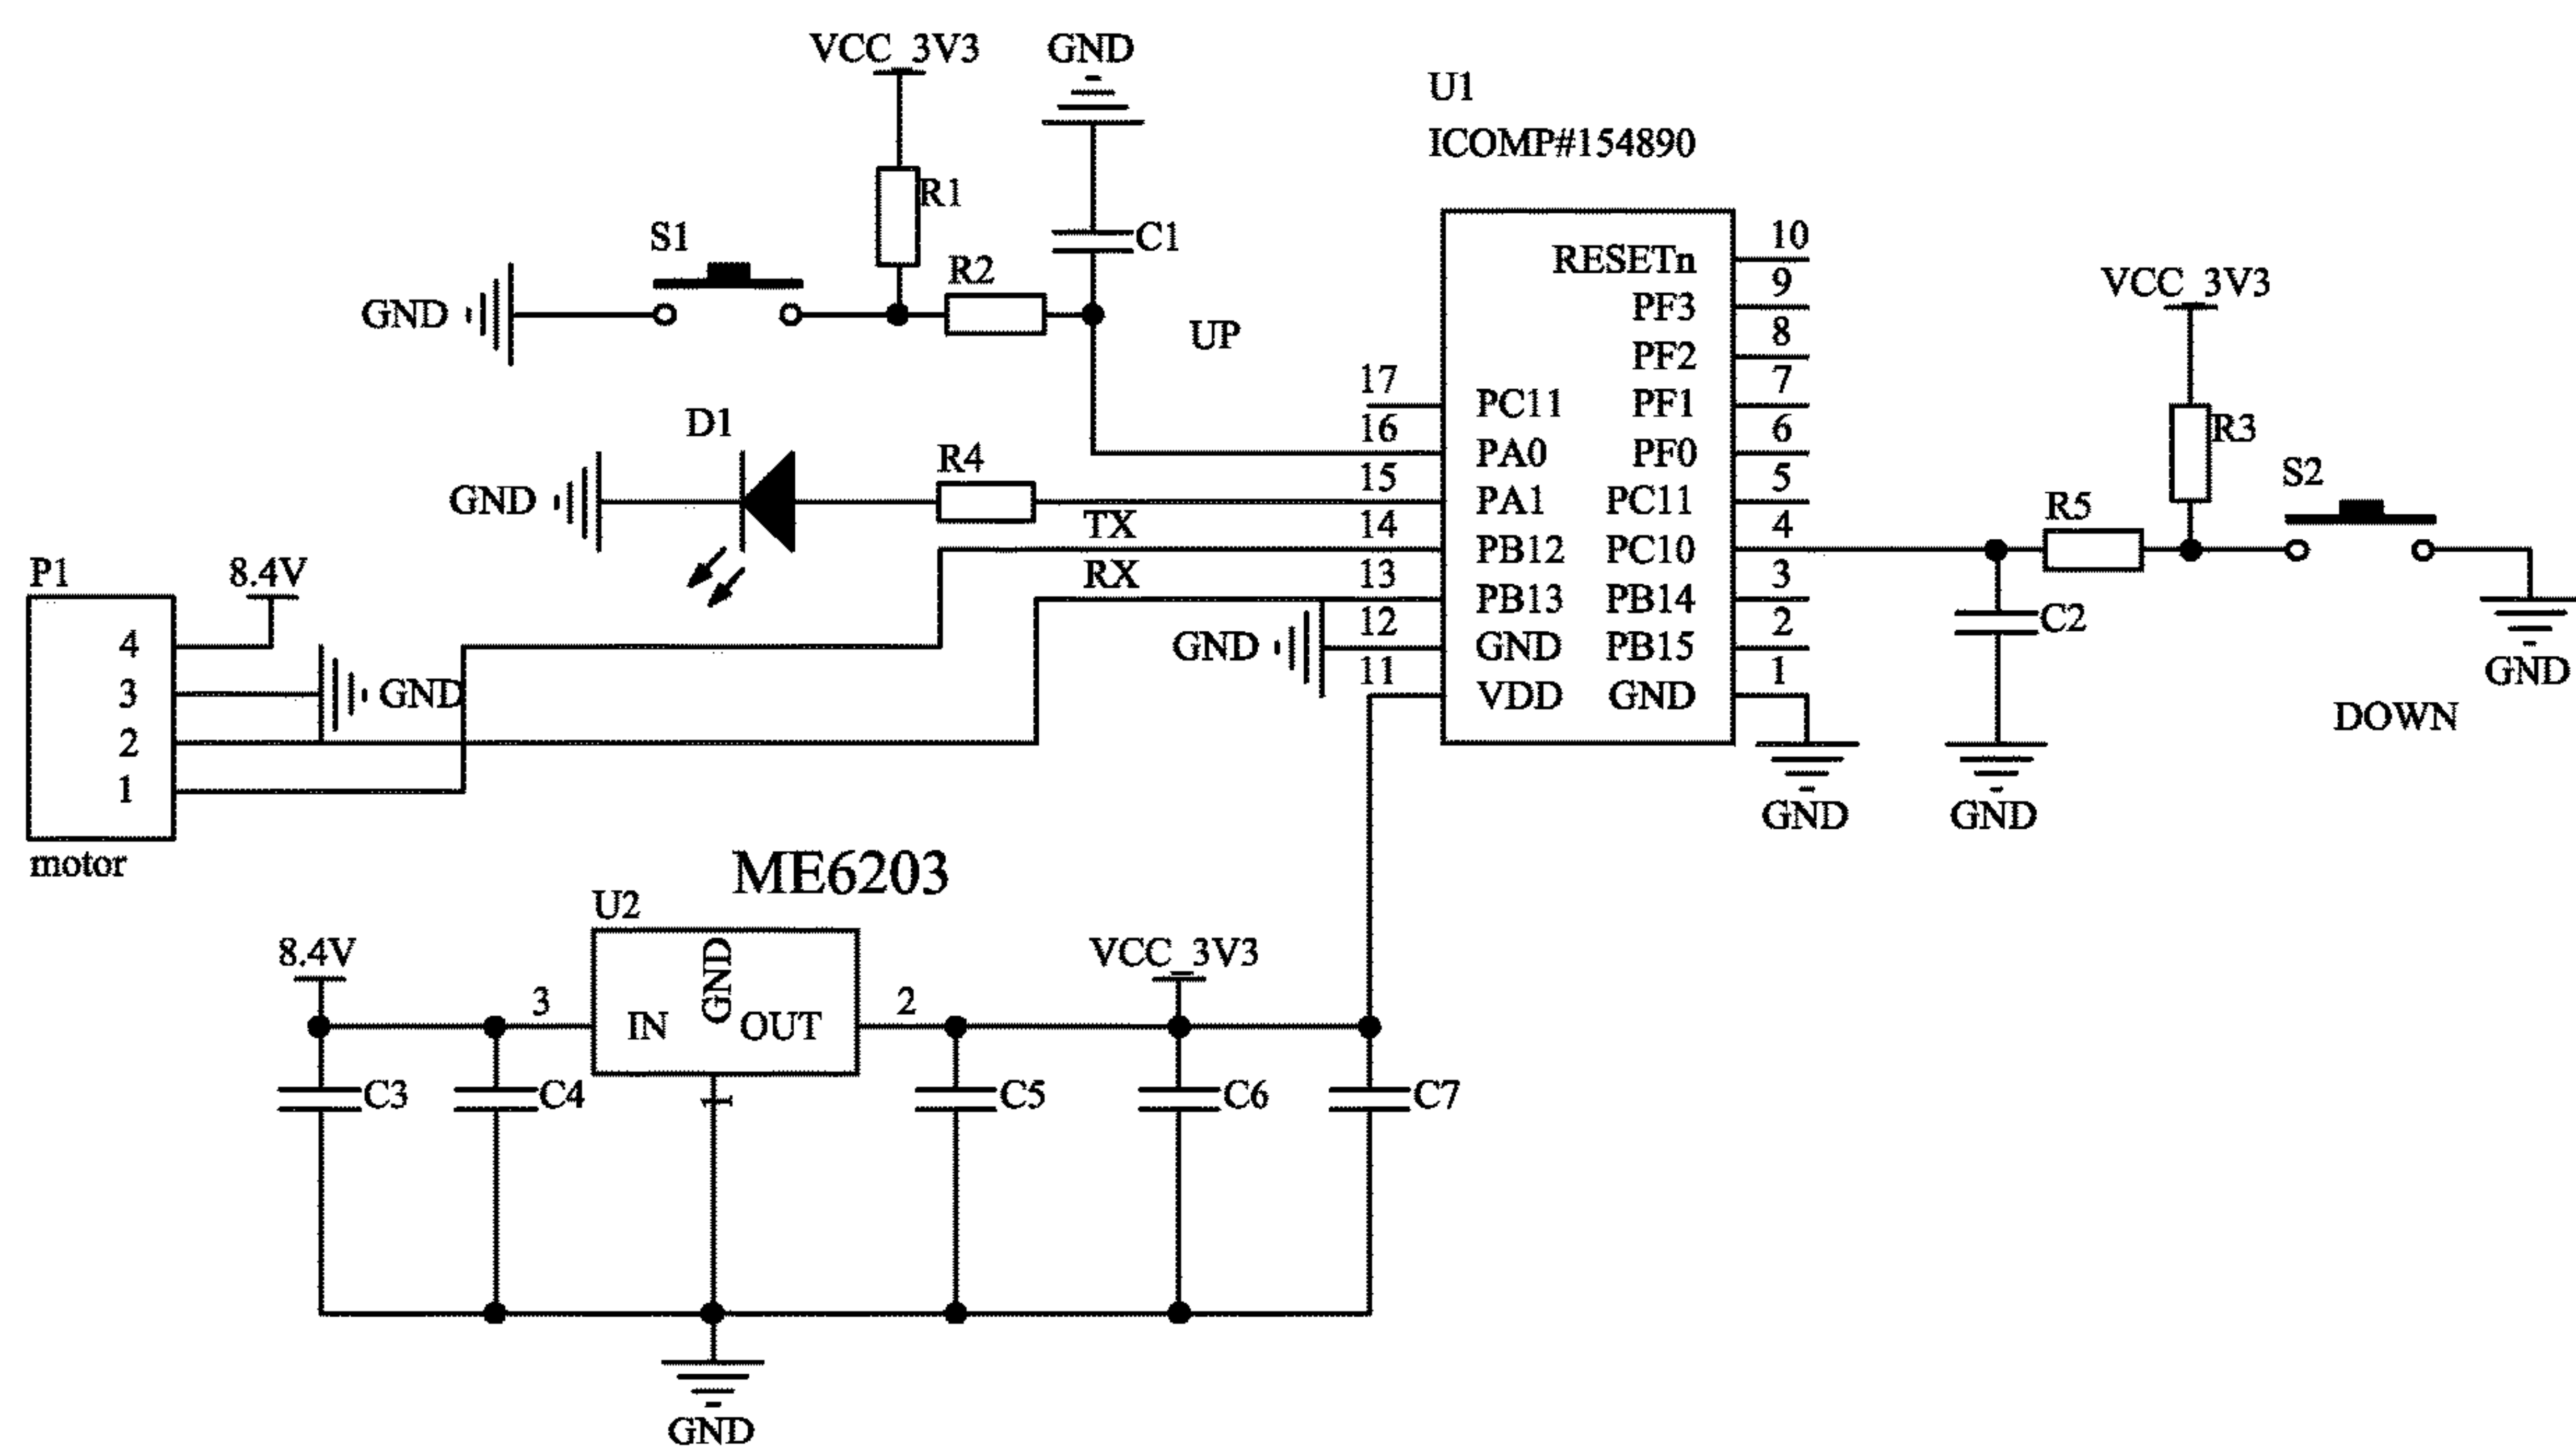 VCC_3V3
GND
U1
ICOMP#154890
R1
S1
C1
R2
GND
UP
RESETn 10
PF3 9
PF2 8
17 PC11 PF1 7
16 PA0 PF0 6
15 PA1 PC11 5
14 PB12 PC10 4
13 PB13 PB14 3
12 GND PB15 2
11 VDD GND 1
VCC_3V3
R3
S2
R5
C2
GND
DOWN
GND
GND
D1
R4
GND
TX
RX
GND
P1
8.4V
4
3
GND
2
1
motor
ME6203
U2
8.4V
VCC_3V3
3
IN
GND
OUT
2
1
C3
C4
C5
C6
C7
GND